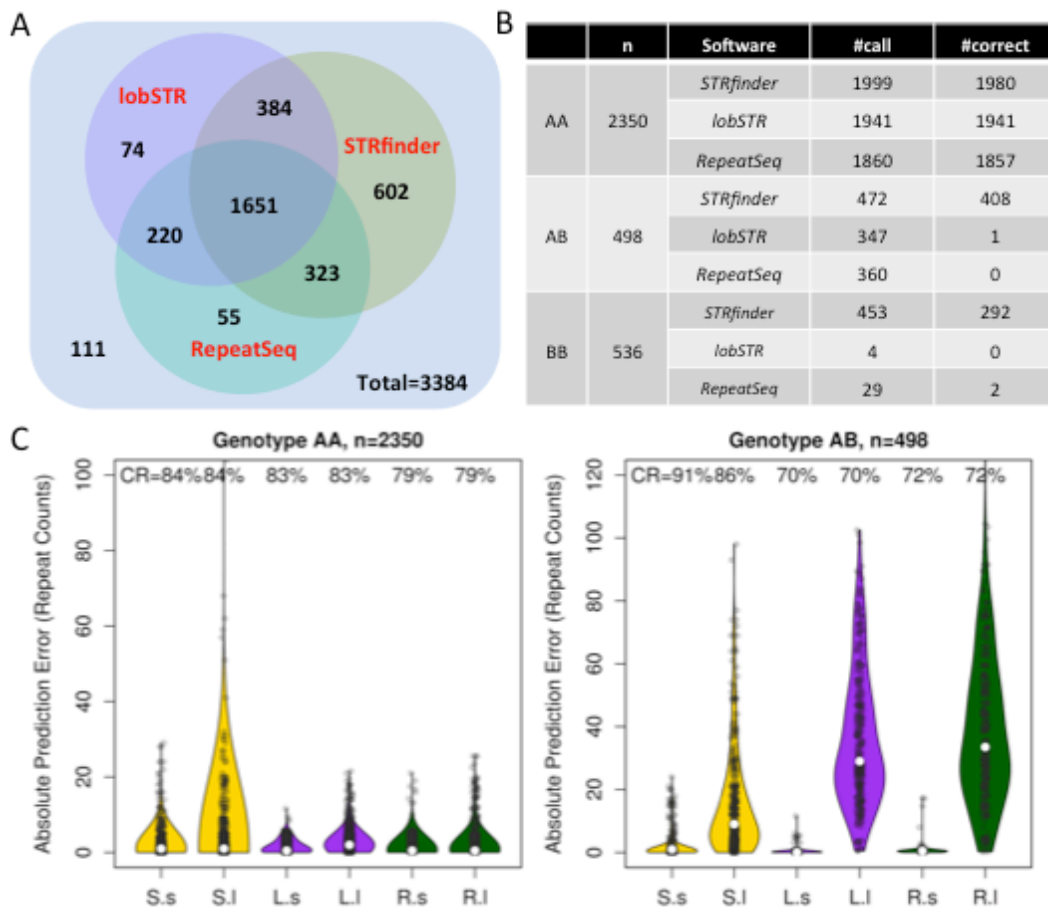 A
lobSTR
384
74
STRfinder
602
1651
220
323
55
RepeatSeq
111
Total=3384
B
n Software #call #correct
AA 2350 STRfinder 1999 1980
lobSTR 1941 1941
RepeatSeq 1860 1857
AB 498 STRfinder 472 408
lobSTR 347 1
RepeatSeq 360 0
BB 536 STRfinder 453 292
lobSTR 4 0
RepeatSeq 29 2
C
Genotype AA, n=2350
CR=84% 84% 83% 83% 79% 79%
Absolute Prediction Error (Repeat Counts)
100
80
60
40
20
0
S.s S.l L.s L.l R.s R.l
Genotype AB, n=498
CR=91% 86% 70% 70% 72% 72%
Absolute Prediction Error (Repeat Counts)
120
100
80
60
40
20
0
S.s S.l L.s L.l R.s R.l